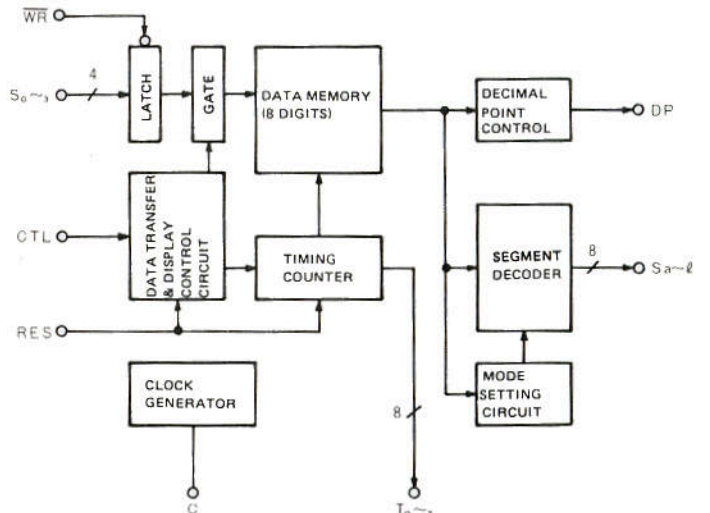 W̅R̅
4
S₀~₃
LATCH
GATE
DATA MEMORY
(8 DIGITS)
DECIMAL
POINT
CONTROL
DP
CTL
DATA TRANSFER
& DISPLAY
CONTROL
CIRCUIT
TIMING
COUNTER
SEGMENT
DECODER
8
Sa~ℓ
RES
CLOCK
GENERATOR
8
MODE
SETTING
CIRCUIT